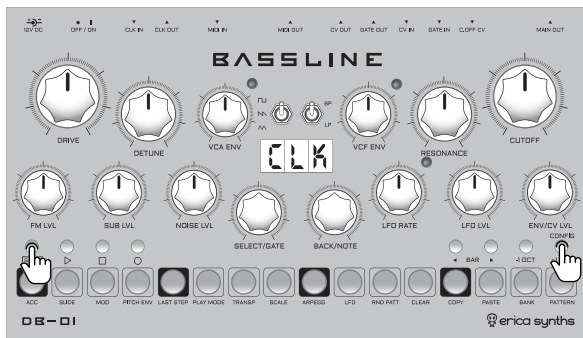 12V DC OFF / ON CLK IN CLK OUT MIDI IN MIDI OUT CV OUT GATE OUT CV IN GATE IN C.OFF CV MAIN OUT
BASSLINE
BP
LP
DRIVE DETUNE VCA ENV VCF ENV RESONANCE CUTOFF
CLK
FM LVL SUB LVL NOISE LVL SELECT/GATE BACK/NOTE LFO RATE LFO LVL ENV/CV LVL
CONFIG
BAR -1 OCT
ACC SLIDE MOD PITCH ENV LAST STEP PLAY MODE TRANSP SCALE ARPEGG LFO RND PATT CLEAR COPY PASTE BANK PATTERN
DB-01 erica synths